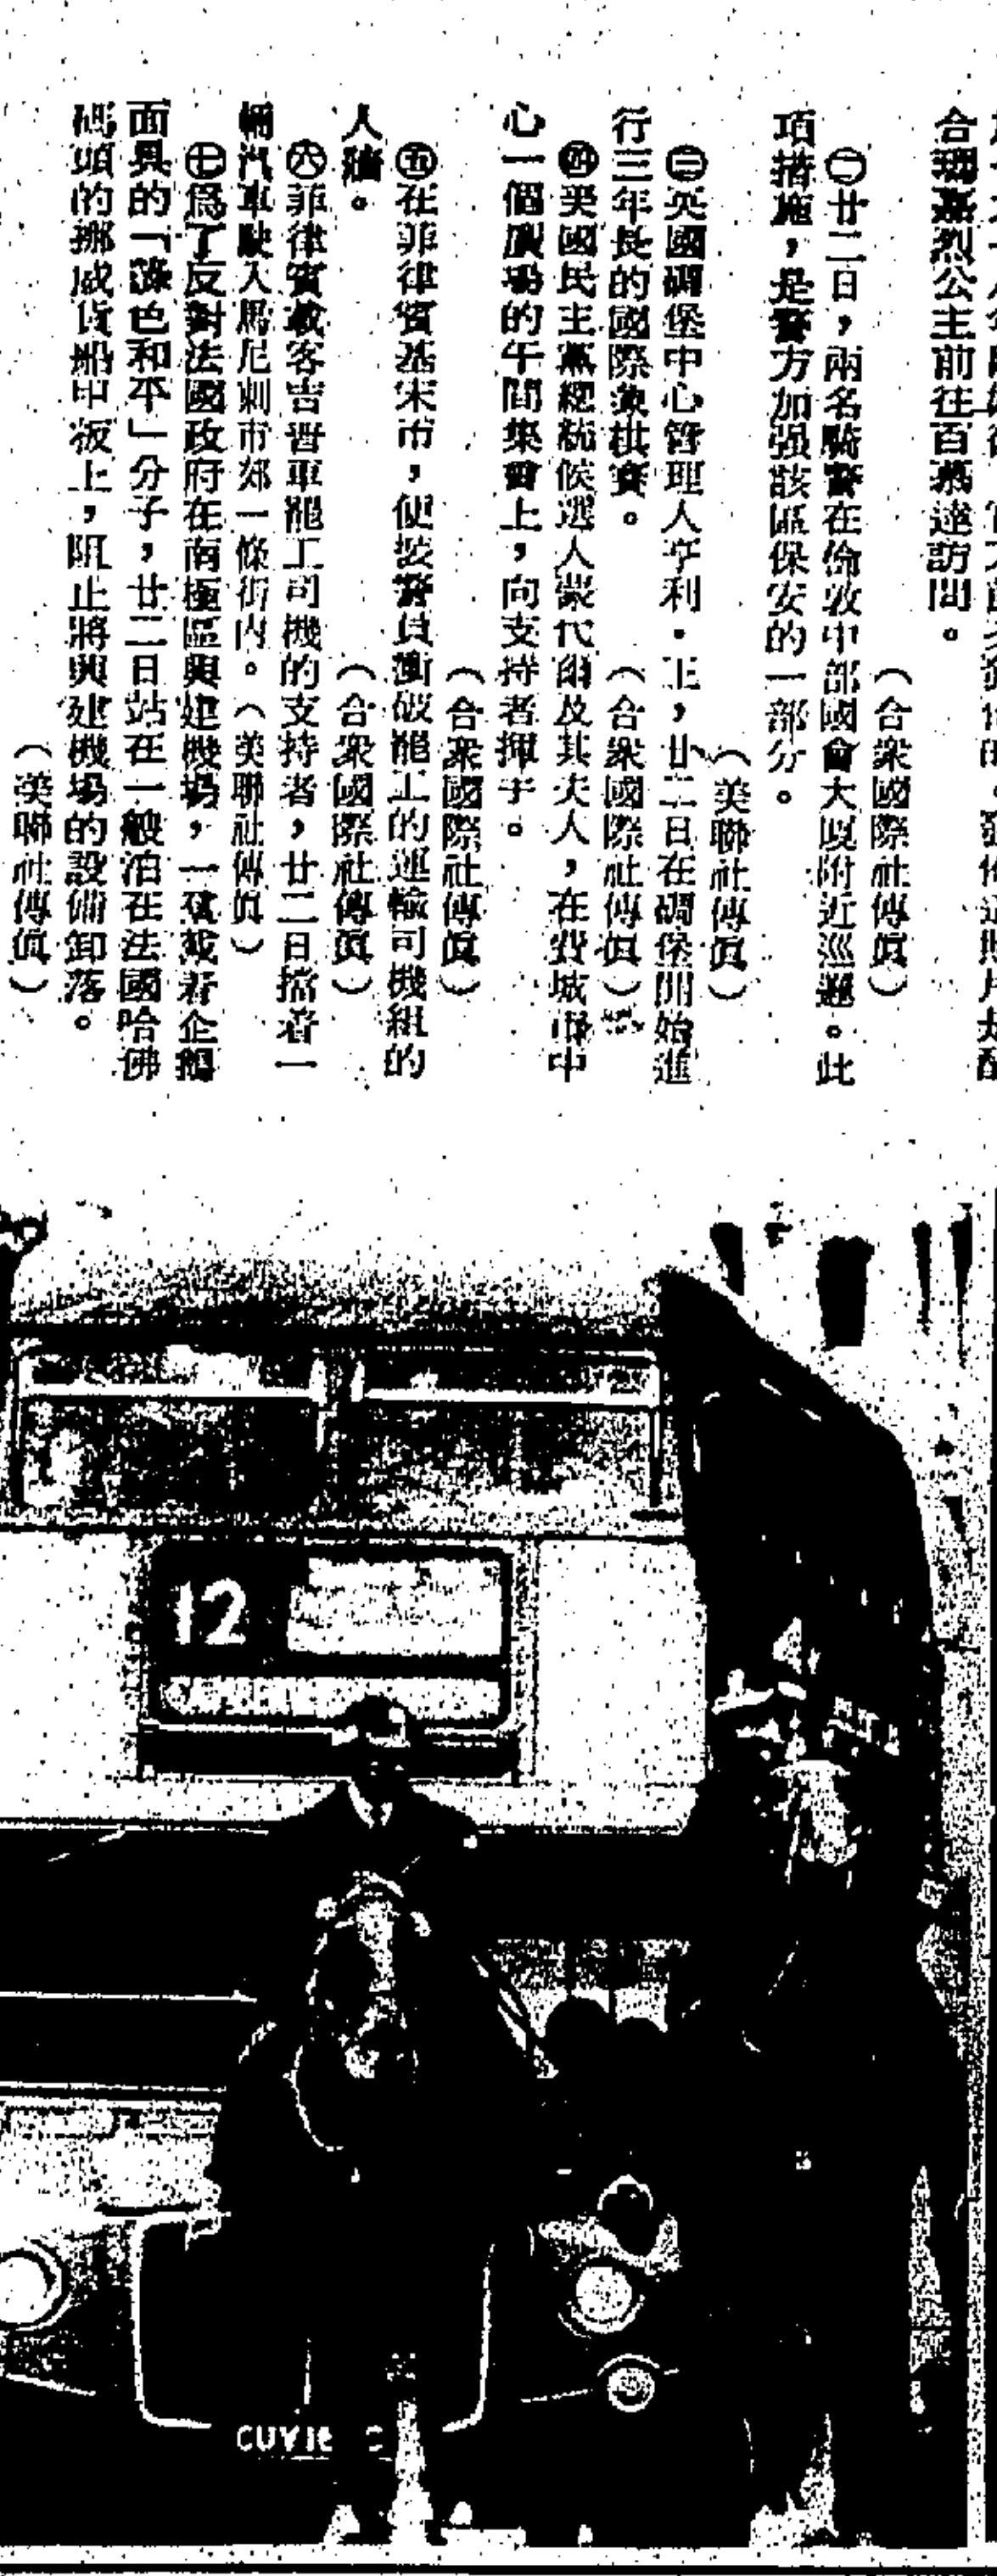 合珊嘉烈公主前往百慕達訪問。
（合衆國際社傳眞）
㊁廿二日，兩名騎警在倫敦中部國會大厦附近巡邏。此
項措施，是警方加强該區保安的一部分。
（美聯社傳眞）
㊂英國碉堡中心管理人亨利·王，廿二日在碉堡開始進
行三年長的國際象棋賽。
（合衆國際社傳眞）
㊃美國民主黨總統候選人蒙代爾及其夫人，在費城市中
心一個廣場的午間集會上，向支持者揮手。
（合衆國際社傳眞）
㊄在菲律賓基宋市，便裝警員衝破罷工的運輸司機組的
人牆。
（合衆國際社傳眞）
㊅菲律賓載客吉普車罷工司機的支持者，廿二日擋着一
輛汽車駛入馬尼剌市郊一條街内。（美聯社傳眞）
㊆爲了反對法國政府在南極區興建機場，一羣戴着企鵝
面具的「綠色和平」分子，廿二日站在一艘泊在法國哈佛
碼頭的挪威貨船甲板上，阻止將興建機場的設備卸落。
（美聯社傳眞）
12